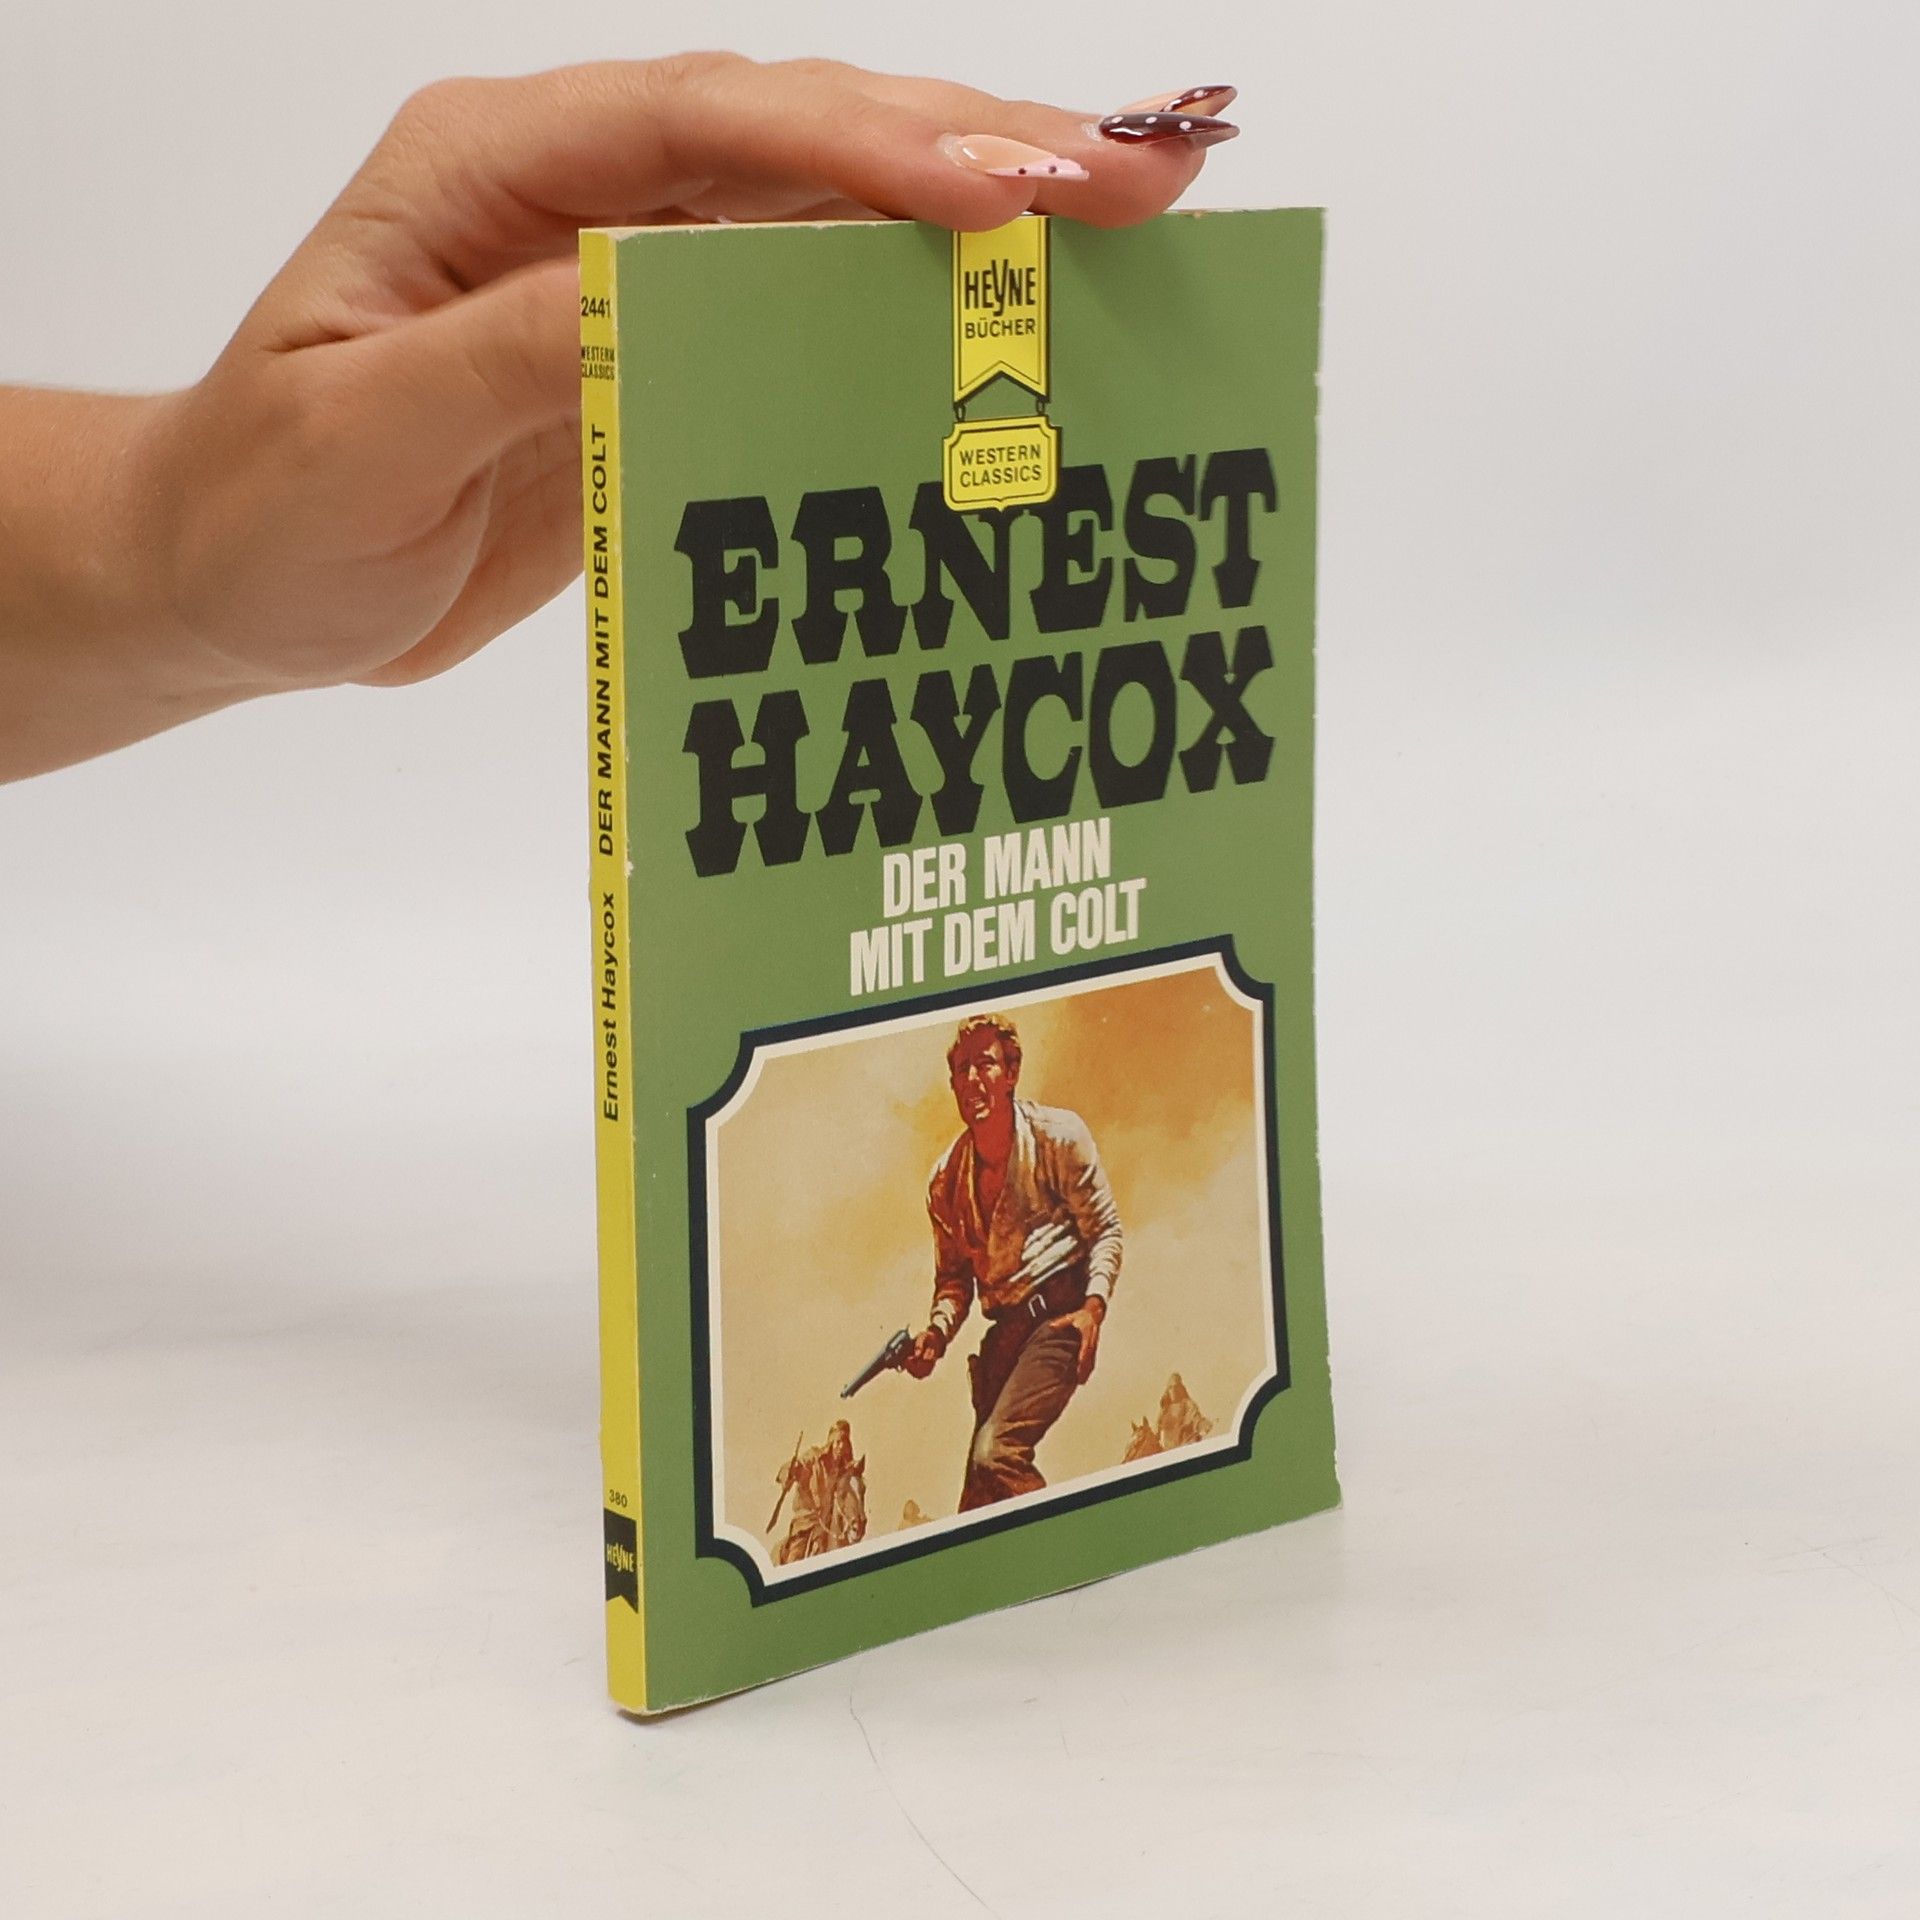 HEYNE
BÜCHER
WESTERN
CLASSICS
ERNEST
HAYCOX
DER MANN
MIT DEM COLT
2441
WESTERN
CLASSICS
Ernest Haycox DER MANN MIT DEM COLT
380
HEYNE